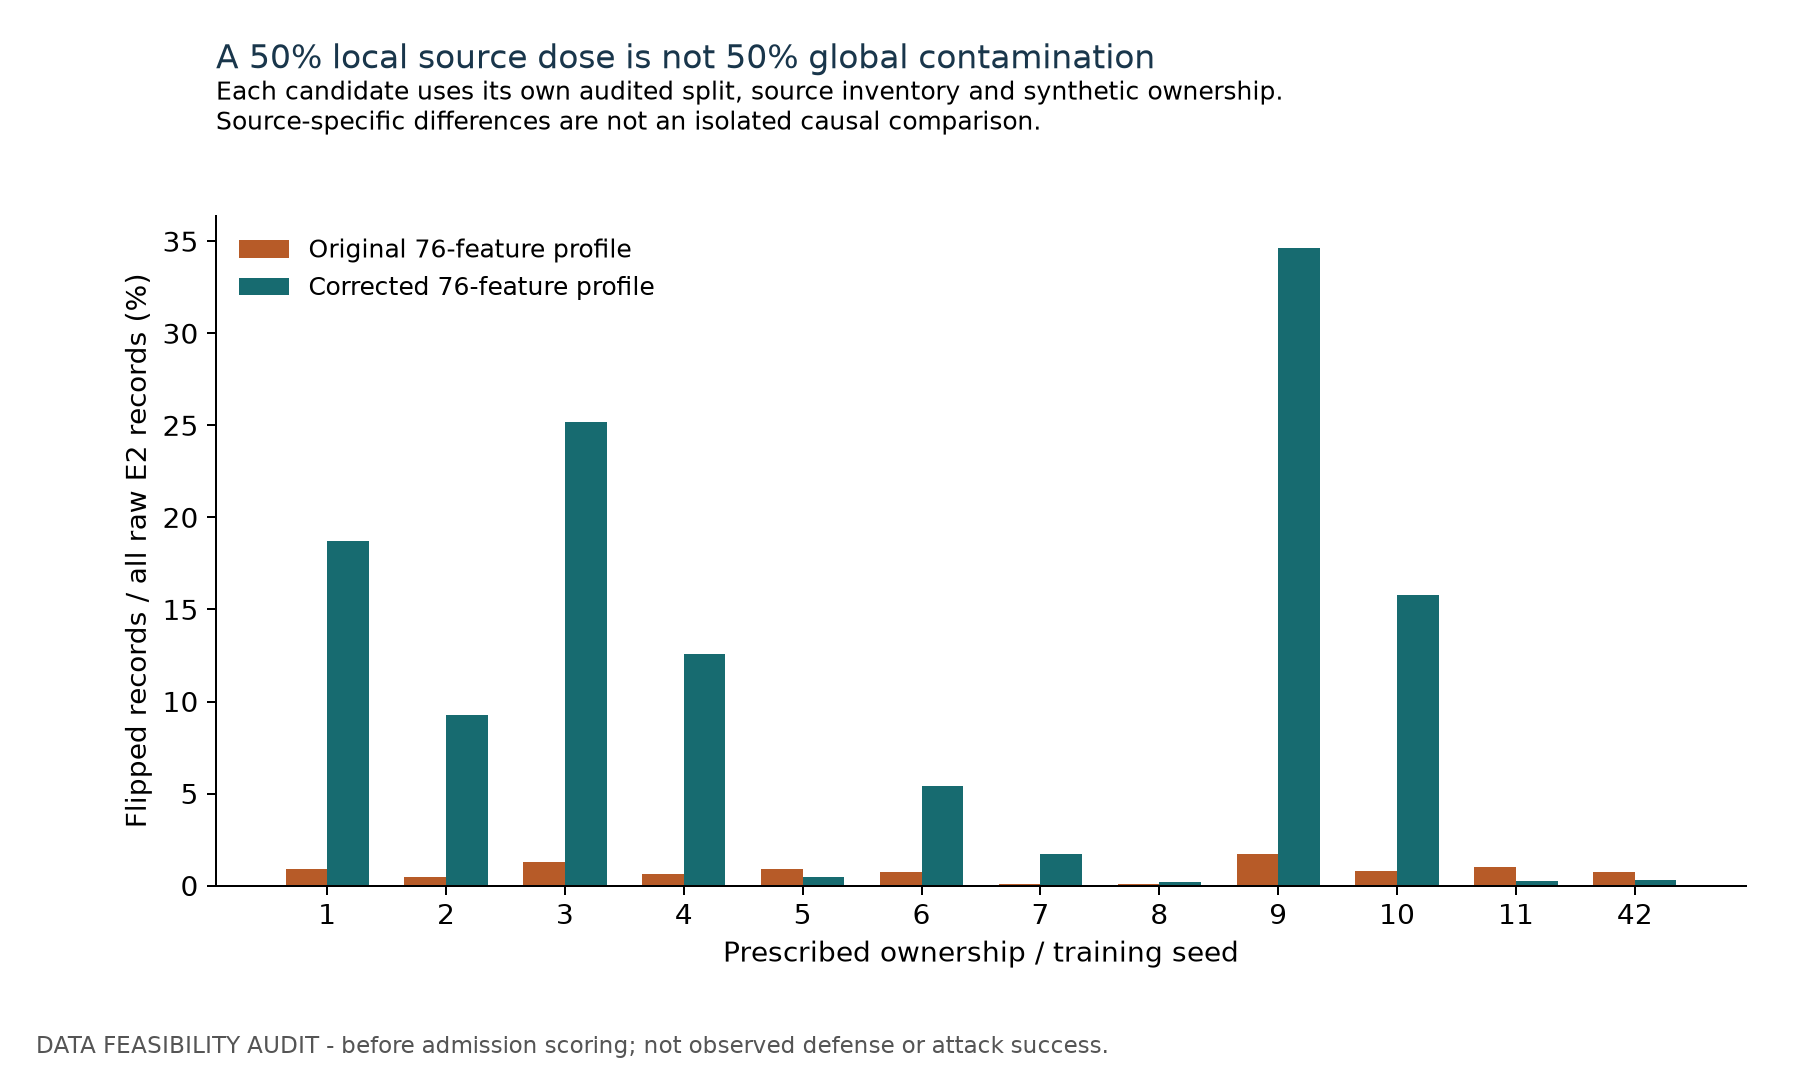 A 50% local source dose is not 50% global contamination
Each candidate uses its own audited split, source inventory and synthetic ownership.
Source-specific differences are not an isolated causal comparison.
Original 76-feature profile
Corrected 76-feature profile
Flipped records / all raw E2 records (%)
35
30
25
20
15
10
5
0
1 2 3 4 5 6 7 8 9 10 11 42
Prescribed ownership / training seed
DATA FEASIBILITY AUDIT - before admission scoring; not observed defense or attack success.